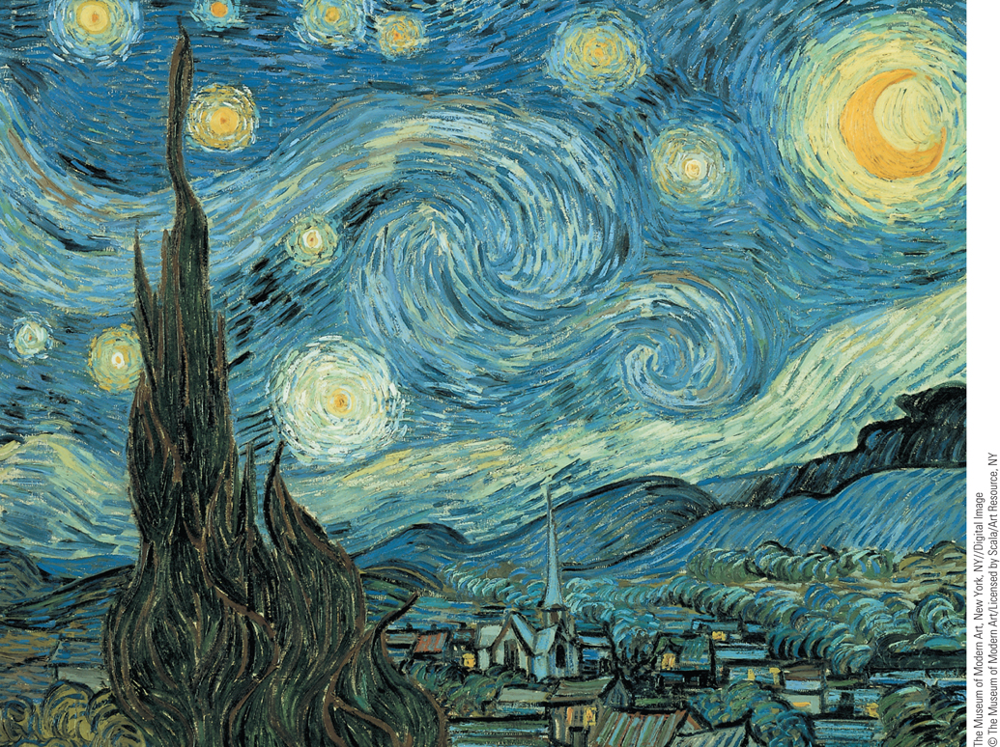 The Museum of Modern Art, New York, NY//Digital Image
© The Museum of Modern Art/Licensed by Scala/Art Resource, NY